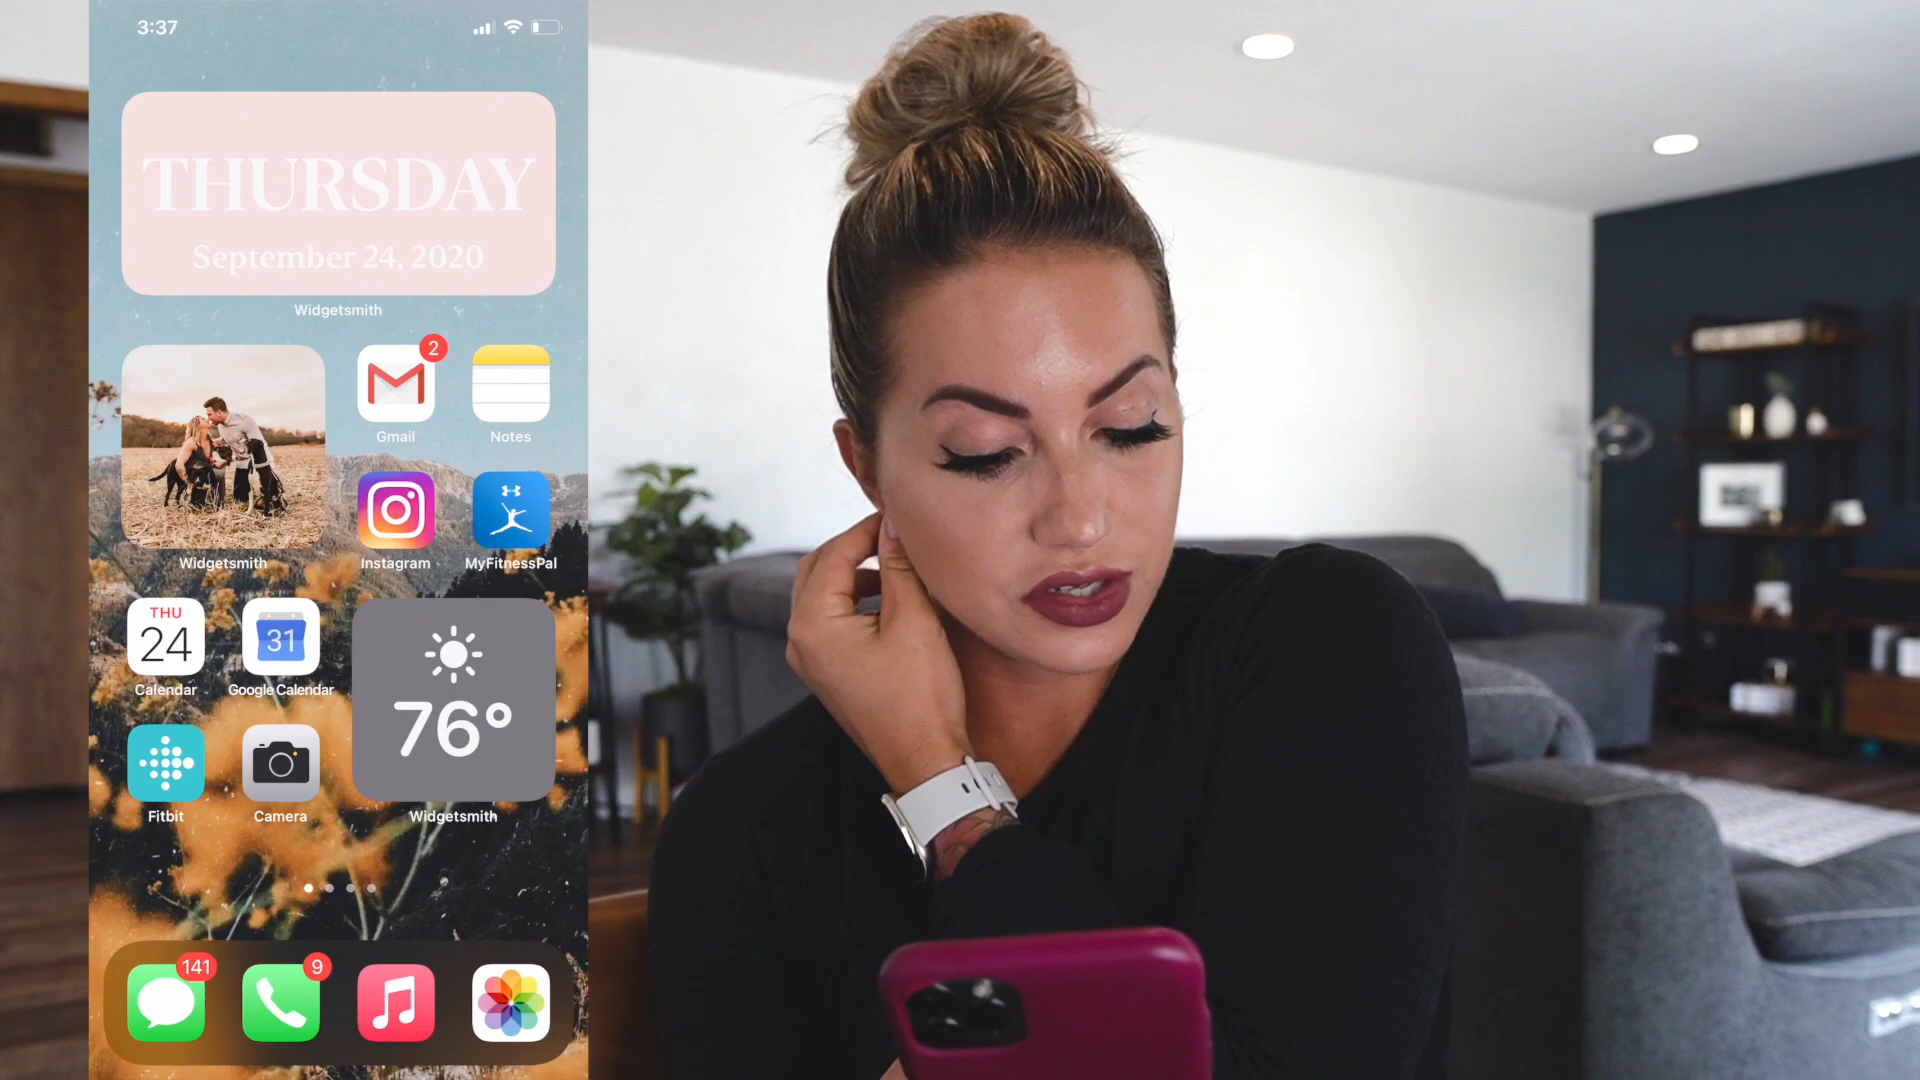 3:37
THURSDAY
September 24, 2020
Widgetsmith
2
Gmail
Notes
Widgetsmith
Instagram
MyFitnessPal
THU
24
31
Calendar
Google Calendar
76°
Fitbit
Camera
Widgetsmith
141
9